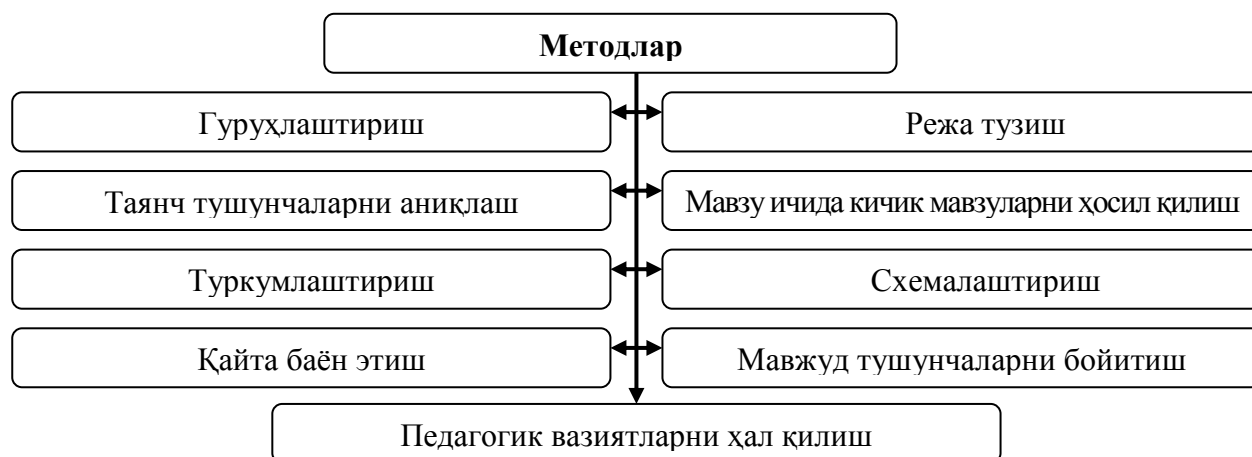 Методлар
Гуруҳлаштириш
Режа тузиш
Таянч тушунчаларни аниқлаш
Мавзу ичида кичик мавзуларни ҳосил қилиш
Туркумлаштириш
Схемалаштириш
Қайта баён этиш
Мавжуд тушунчаларни бойитиш
Педагогик вазиятларни ҳал қилиш